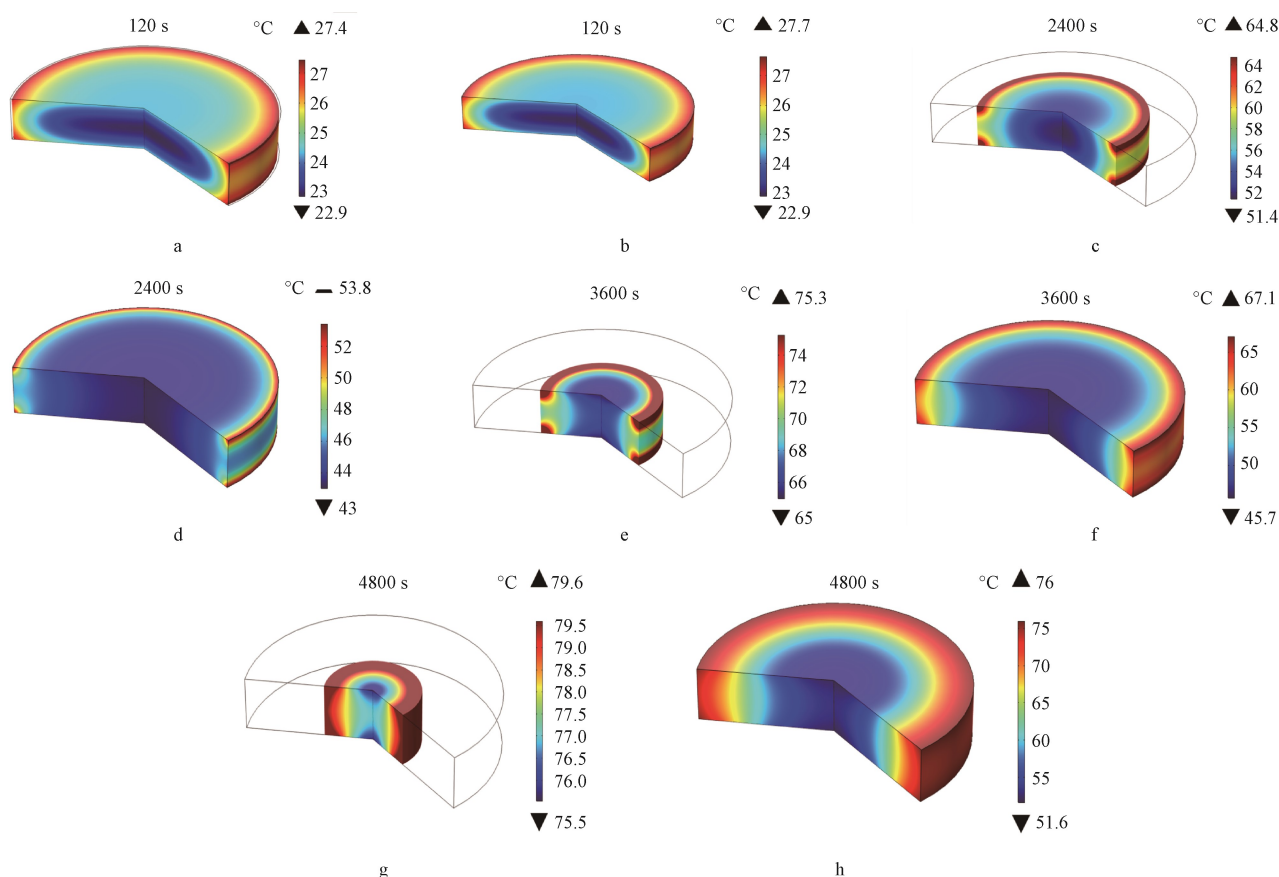 120 s
°C ▲ 27.4
27
26
25
24
23
▼ 22.9
a
120 s
°C ▲ 27.7
27
26
25
24
23
▼ 22.9
b
2400 s
°C ▲ 64.8
64
62
60
58
56
54
52
▼ 51.4
c
2400 s
°C 53.8
52
50
48
46
44
▼ 43
d
3600 s
°C ▲ 75.3
74
72
70
68
66
▼ 65
e
3600 s
°C ▲ 67.1
65
60
55
50
▼ 45.7
f
4800 s
°C ▲ 79.6
79.5
79.0
78.5
78.0
77.5
77.0
76.5
76.0
▼ 75.5
g
4800 s
°C ▲ 76
75
70
65
60
55
▼ 51.6
h